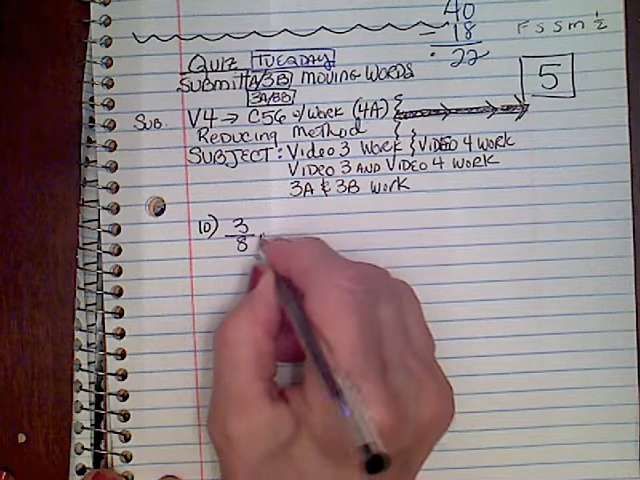 40
- 18
22
F S S m ½
5
QUIZ TUESDAY
Submit A/3B MOVING WORDS
3A/BB
SUB. V4 → C56 w/work (4A) {
Reducing Method {
SUBJECT: Video 3 Work } VIDEO 4 WORK
VIDEO 3 AND VIDEO 4 WORK
3A & 3B WORK
10) 3
8